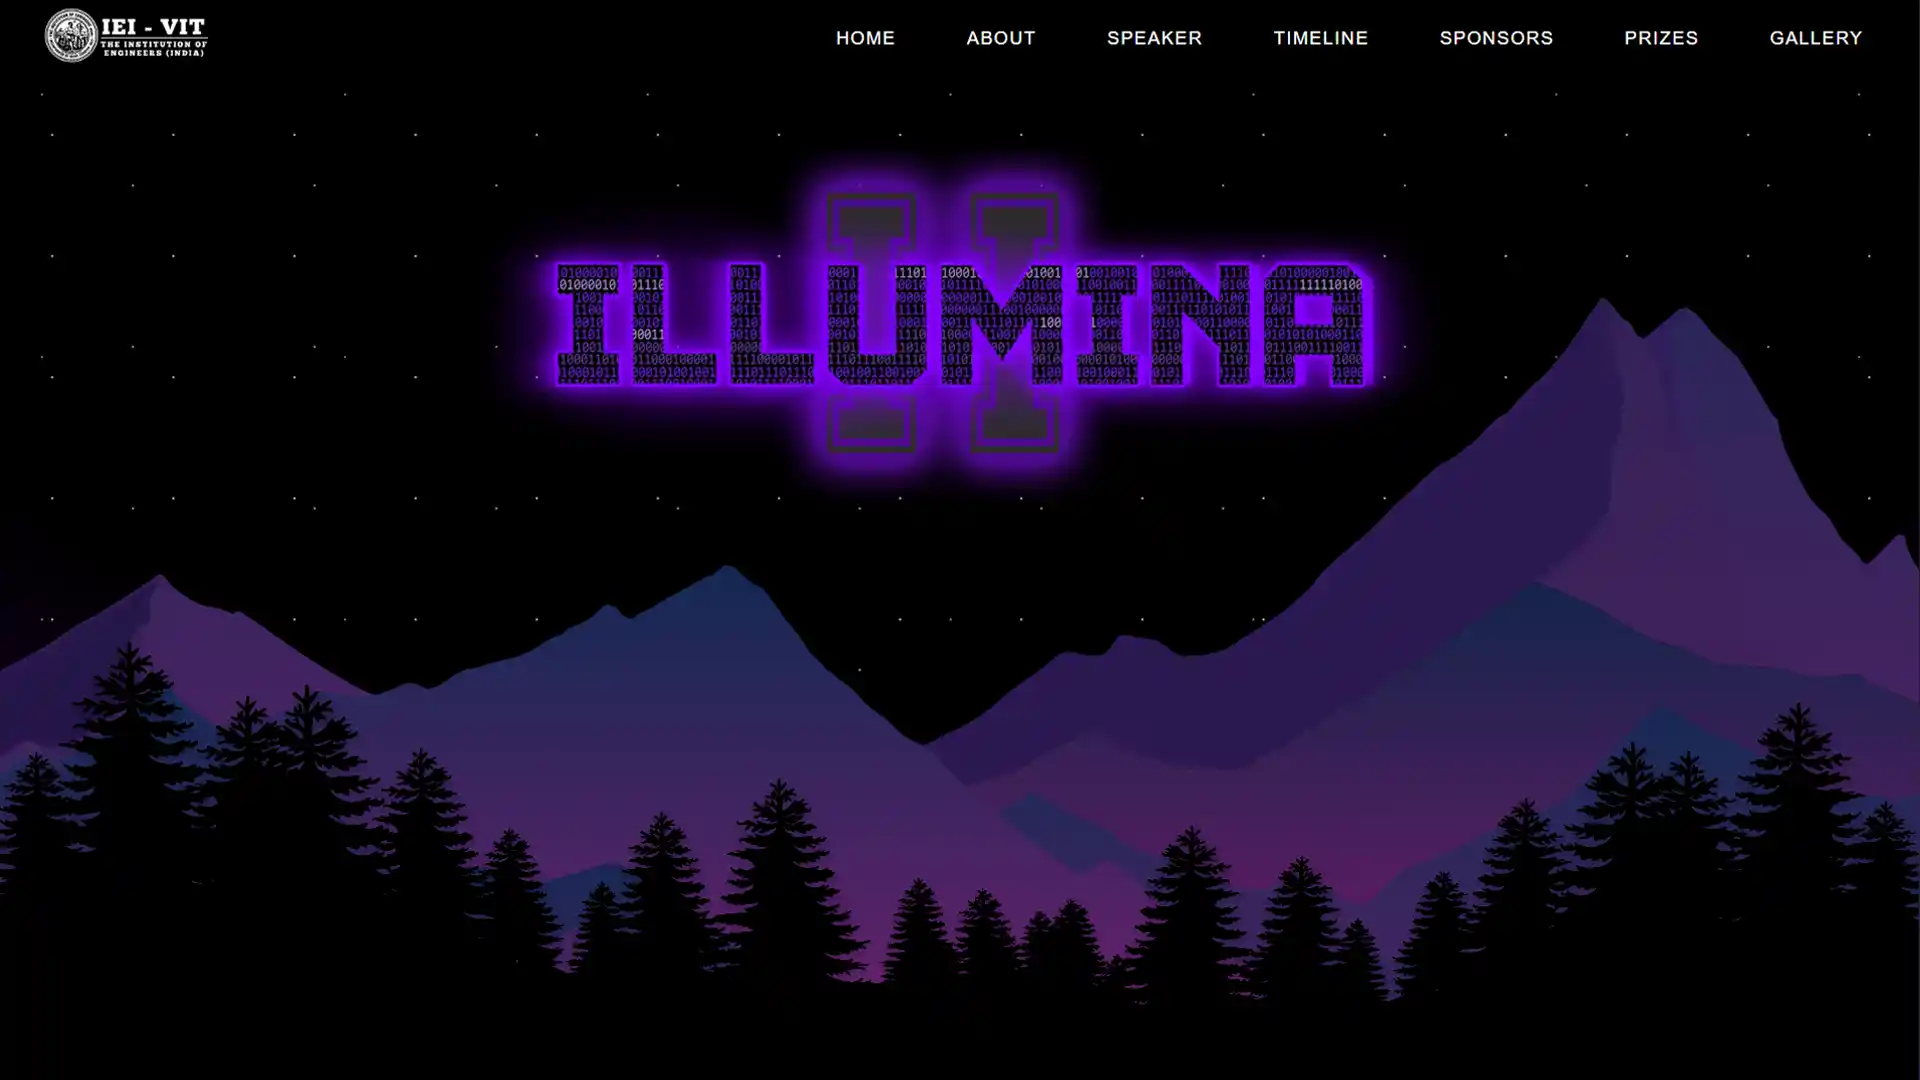 IEI - VIT
THE INSTITUTION OF
ENGINEERS (INDIA)
HOME
ABOUT
SPEAKER
TIMELINE
SPONSORS
PRIZES
GALLERY
II
ILLUMINA